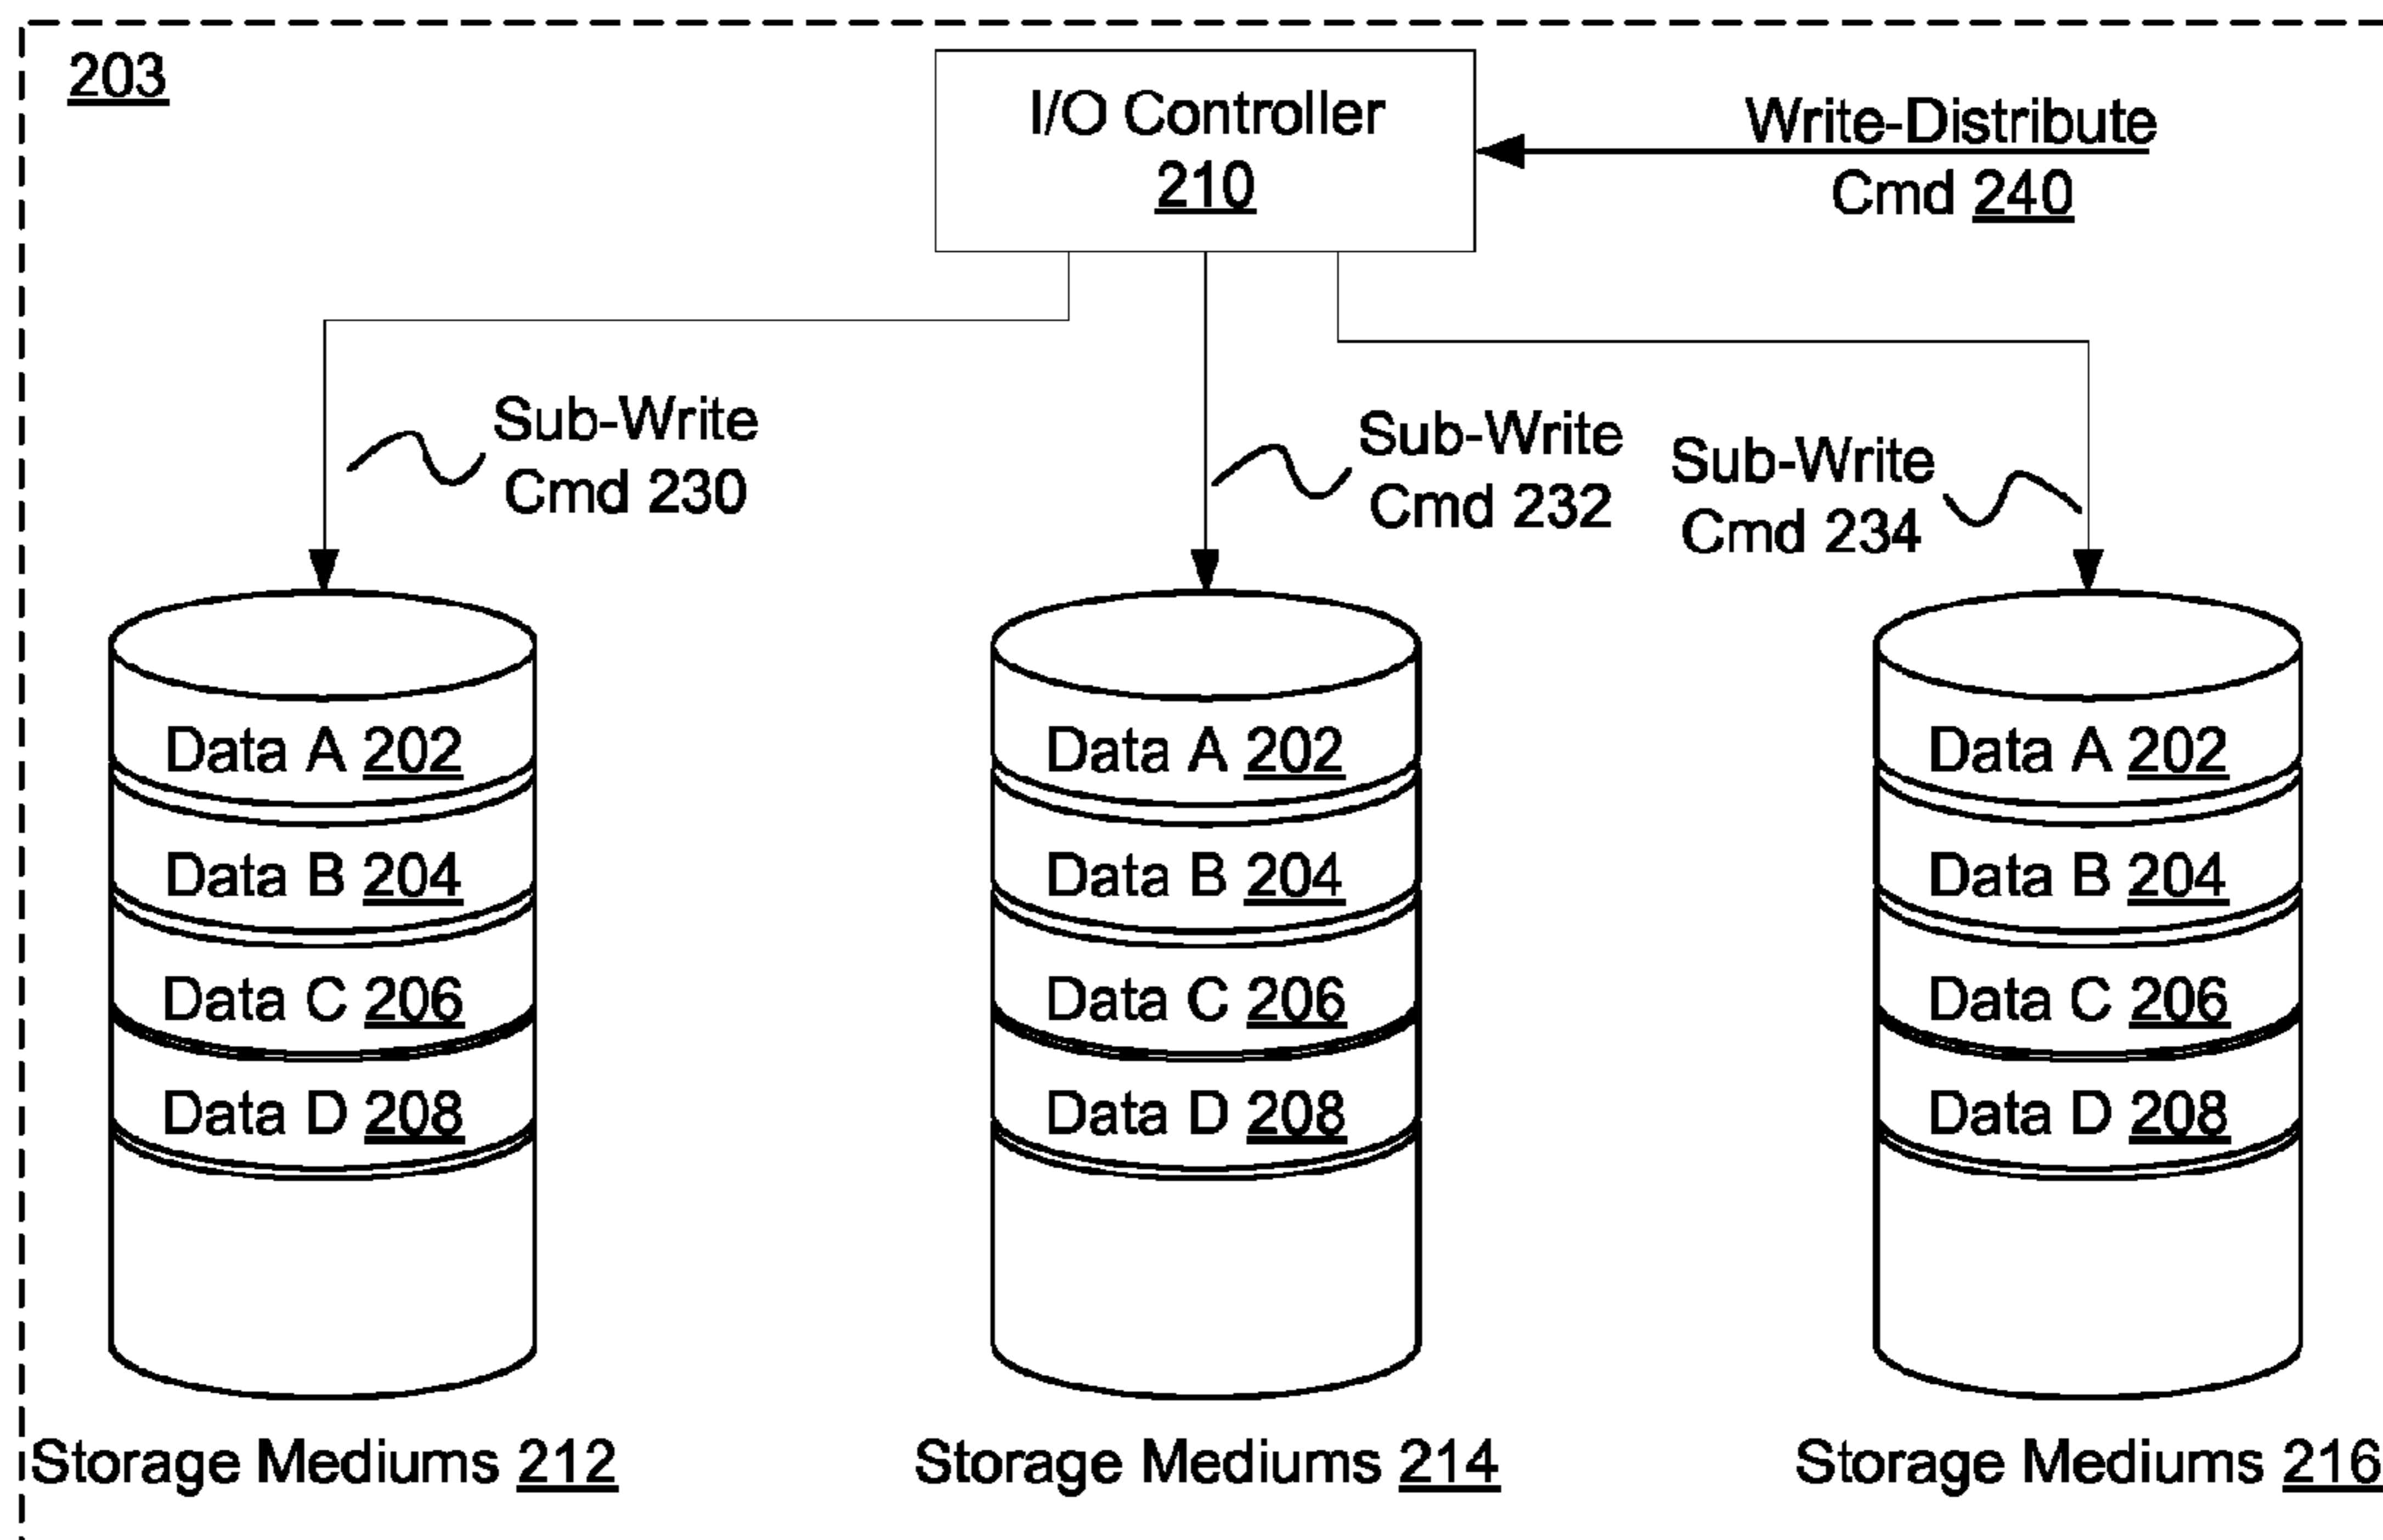 203
I/O Controller
210
Write-Distribute
Cmd 240
Sub-Write
Cmd 230
Sub-Write
Cmd 232
Sub-Write
Cmd 234
Data A 202
Data B 204
Data C 206
Data D 208
Storage Mediums 212
Data A 202
Data B 204
Data C 206
Data D 208
Storage Mediums 214
Data A 202
Data B 204
Data C 206
Data D 208
Storage Mediums 216